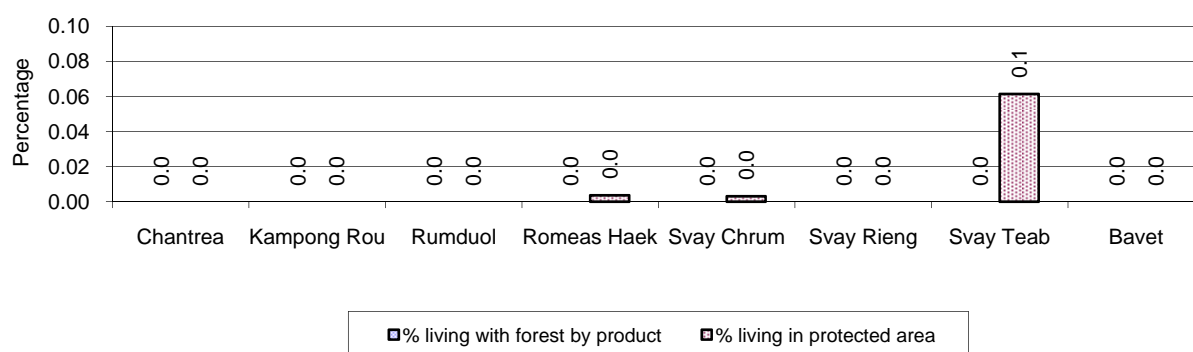 0.10
0.08
0.06
0.04
0.02
0.00
Percentage
0.0 0.0 0.0 0.0 0.0 0.0 0.0 0.0 0.0 0.0 0.0 0.0 0.0 0.1 0.0 0.0
Chantrea Kampong Rou Rumduol Romeas Haek Svay Chrum Svay Rieng Svay Teab Bavet
% living with forest by product % living in protected area